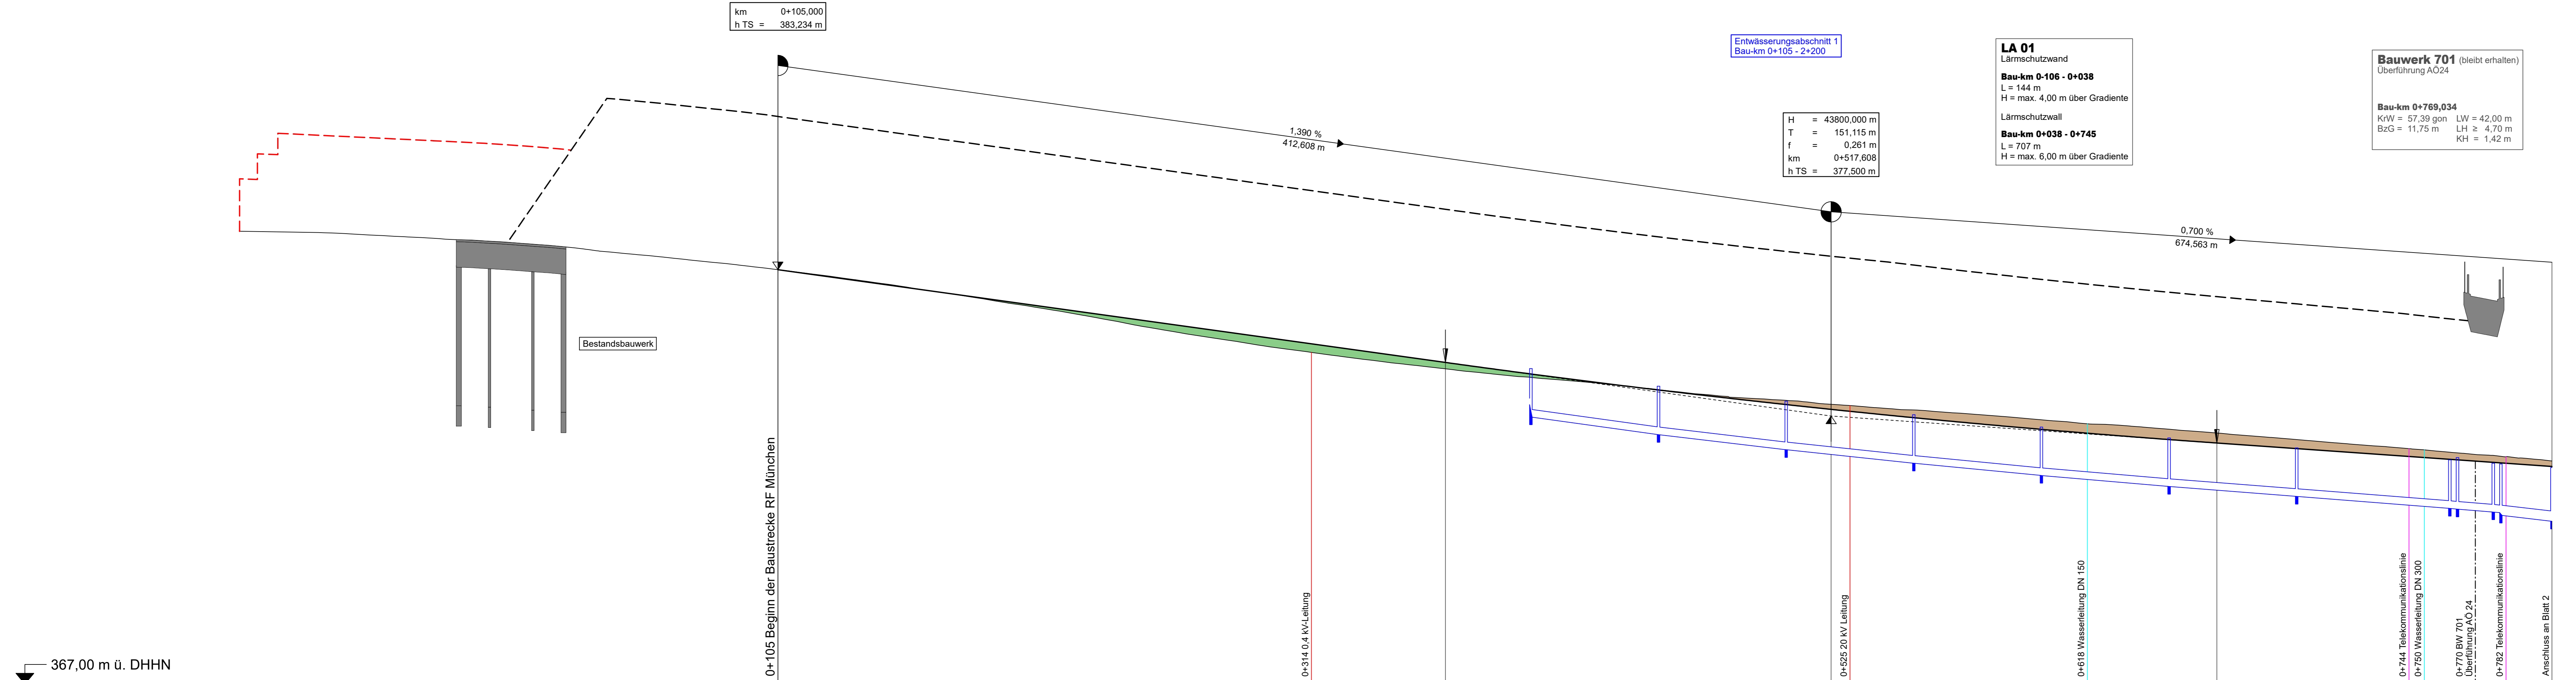 km 0+105,000
h TS = 383,234 m
Entwässerungsabschnitt 1
Bau-km 0+105 - 2+200
LA 01
Lärmschutzwand
Bau-km 0-106 - 0+038
L = 144 m
H = max. 4,00 m über Gradiente
Lärmschutzwall
Bau-km 0+038 - 0+745
L = 707 m
H = max. 6,00 m über Gradiente
Bauwerk 701 (bleibt erhalten)
Überführung AÖ24
Bau-km 0+769,034
KrW = 57,39 gon LW = 42,00 m
BzG = 11,75 m LH ≥ 4,70 m
KH = 1,42 m
H = 43800,000 m
T = 151,115 m
f = 0,261 m
km 0+517,608
h TS = 377,500 m
1,390 %
412,608 m
0,700 %
674,563 m
Bestandsbauwerk
0+105 Beginn der Baustrecke RF München
0+314 0,4 kV-Leitung
0+525 20 kV Leitung
0+618 Wasserleitung DN 150
0+744 Telekommunikationslinie
0+750 Wasserleitung DN 300
0+770 BW 701
Überführung AÖ 24
0+782 Telekommunikationslinie
Anschluss an Blatt 2
367,00 m ü. DHHN